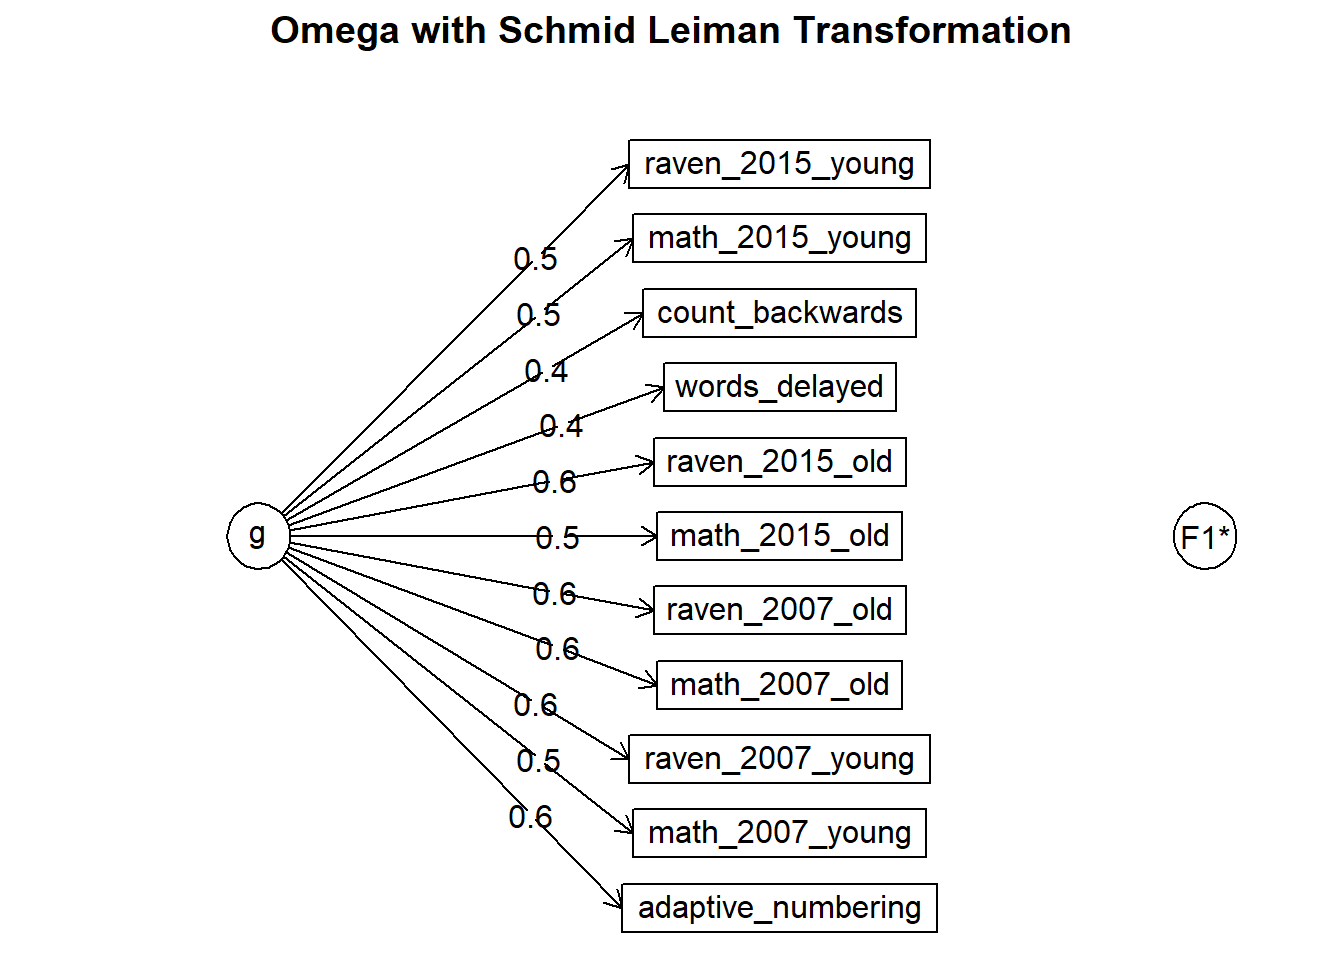 Omega with Schmid Leiman Transformation
raven_2015_young
0.5
math_2015_young
0.5
count_backwards
0.4
words_delayed
0.4
raven_2015_old
0.6
g
0.5
math_2015_old
F1*
0.6
raven_2007_old
0.6
math_2007_old
0.6
raven_2007_young
0.5
math_2007_young
0.6
adaptive_numbering